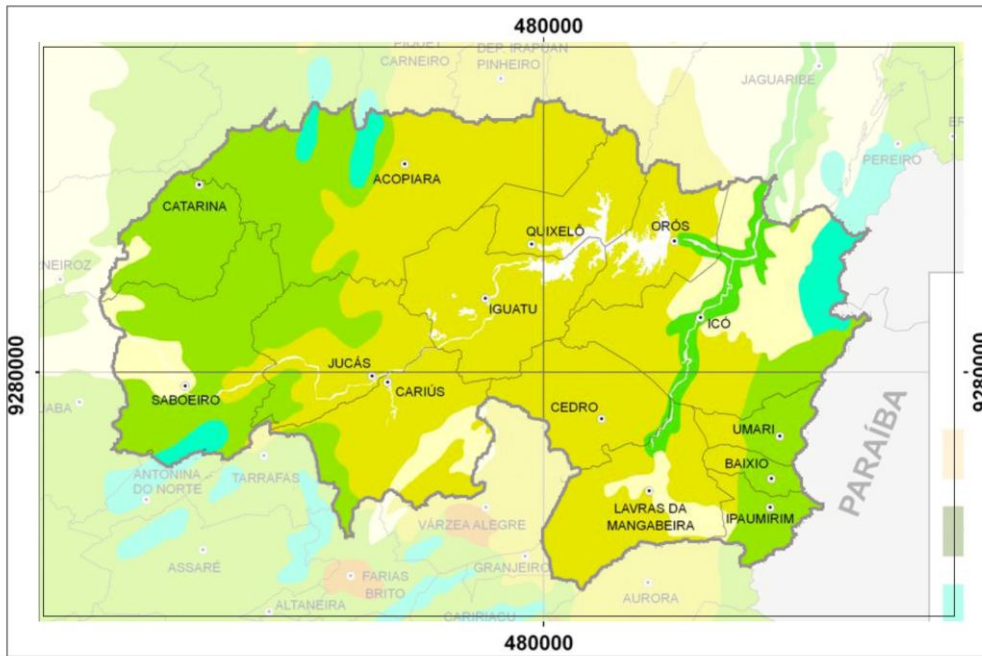 480000
PIQUET
CARNEIRO
DEP. IRAPUAN
PINHEIRO
JAGUARIBE
PEREIRO
ACOPIARA
CATARINA
QUIXELÔ
ORÓS
NEIROZ
IGUATU
ICÓ
9280000
9280000
JUCÁS
CARIÚS
SABOEIRO
CEDRO
UMARI
BAIXIO
PARAÍBA
ANTONINA
DO NORTE
TARRAFAS
LAVRAS DA
MANGABEIRA
IPAUMIRIM
VÁRZEA ALEGRE
ASSARÉ
GRANJEIRO
FARIAS
BRITO
AURORA
ALTANEIRA
CARIRIAÇU
480000